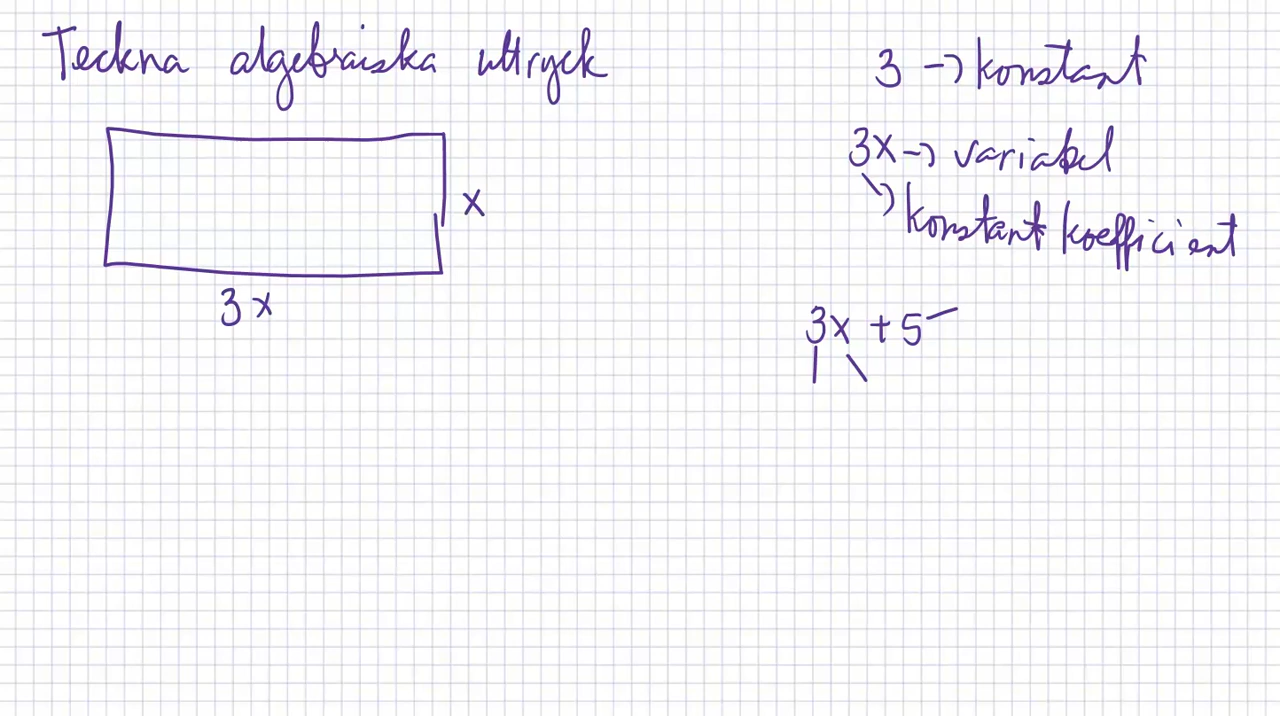 Teckna algebraiska uttryck
x
3x
3 → konstant
3x → variabel
→ konstant koefficient
3x + 5